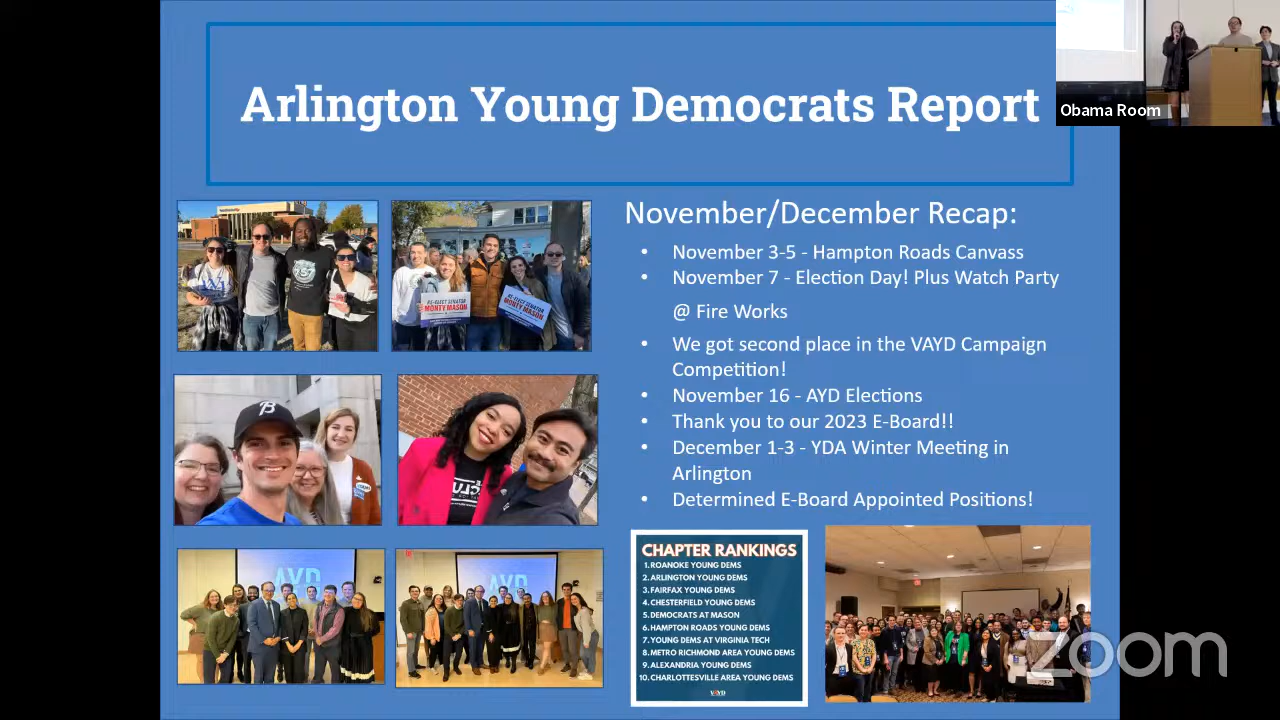 Arlington Young Democrats Report
Obama Room
November/December Recap:
• November 3-5 - Hampton Roads Canvass
• November 7 - Election Day! Plus Watch Party
@ Fire Works
• We got second place in the VAYD Campaign
Competition!
• November 16 - AYD Elections
• Thank you to our 2023 E-Board!!
• December 1-3 - YDA Winter Meeting in
Arlington
• Determined E-Board Appointed Positions!
RE-ELECT SENATOR
MONTY MASON
RE-ELECT SENATOR
MONTY MASON
757
AYD
AYD
CHAPTER RANKINGS
1. ROANOKE YOUNG DEMS
2. ARLINGTON YOUNG DEMS
3. FAIRFAX YOUNG DEMS
4. CHESTERFIELD YOUNG DEMS
5. DEMOCRATS AT MASON
6. HAMPTON ROADS YOUNG DEMS
7. YOUNG DEMS AT VIRGINIA TECH
8. METRO RICHMOND AREA YOUNG DEMS
9. ALEXANDRIA YOUNG DEMS
10. CHARLOTTESVILLE AREA YOUNG DEMS
VAYD
zoom